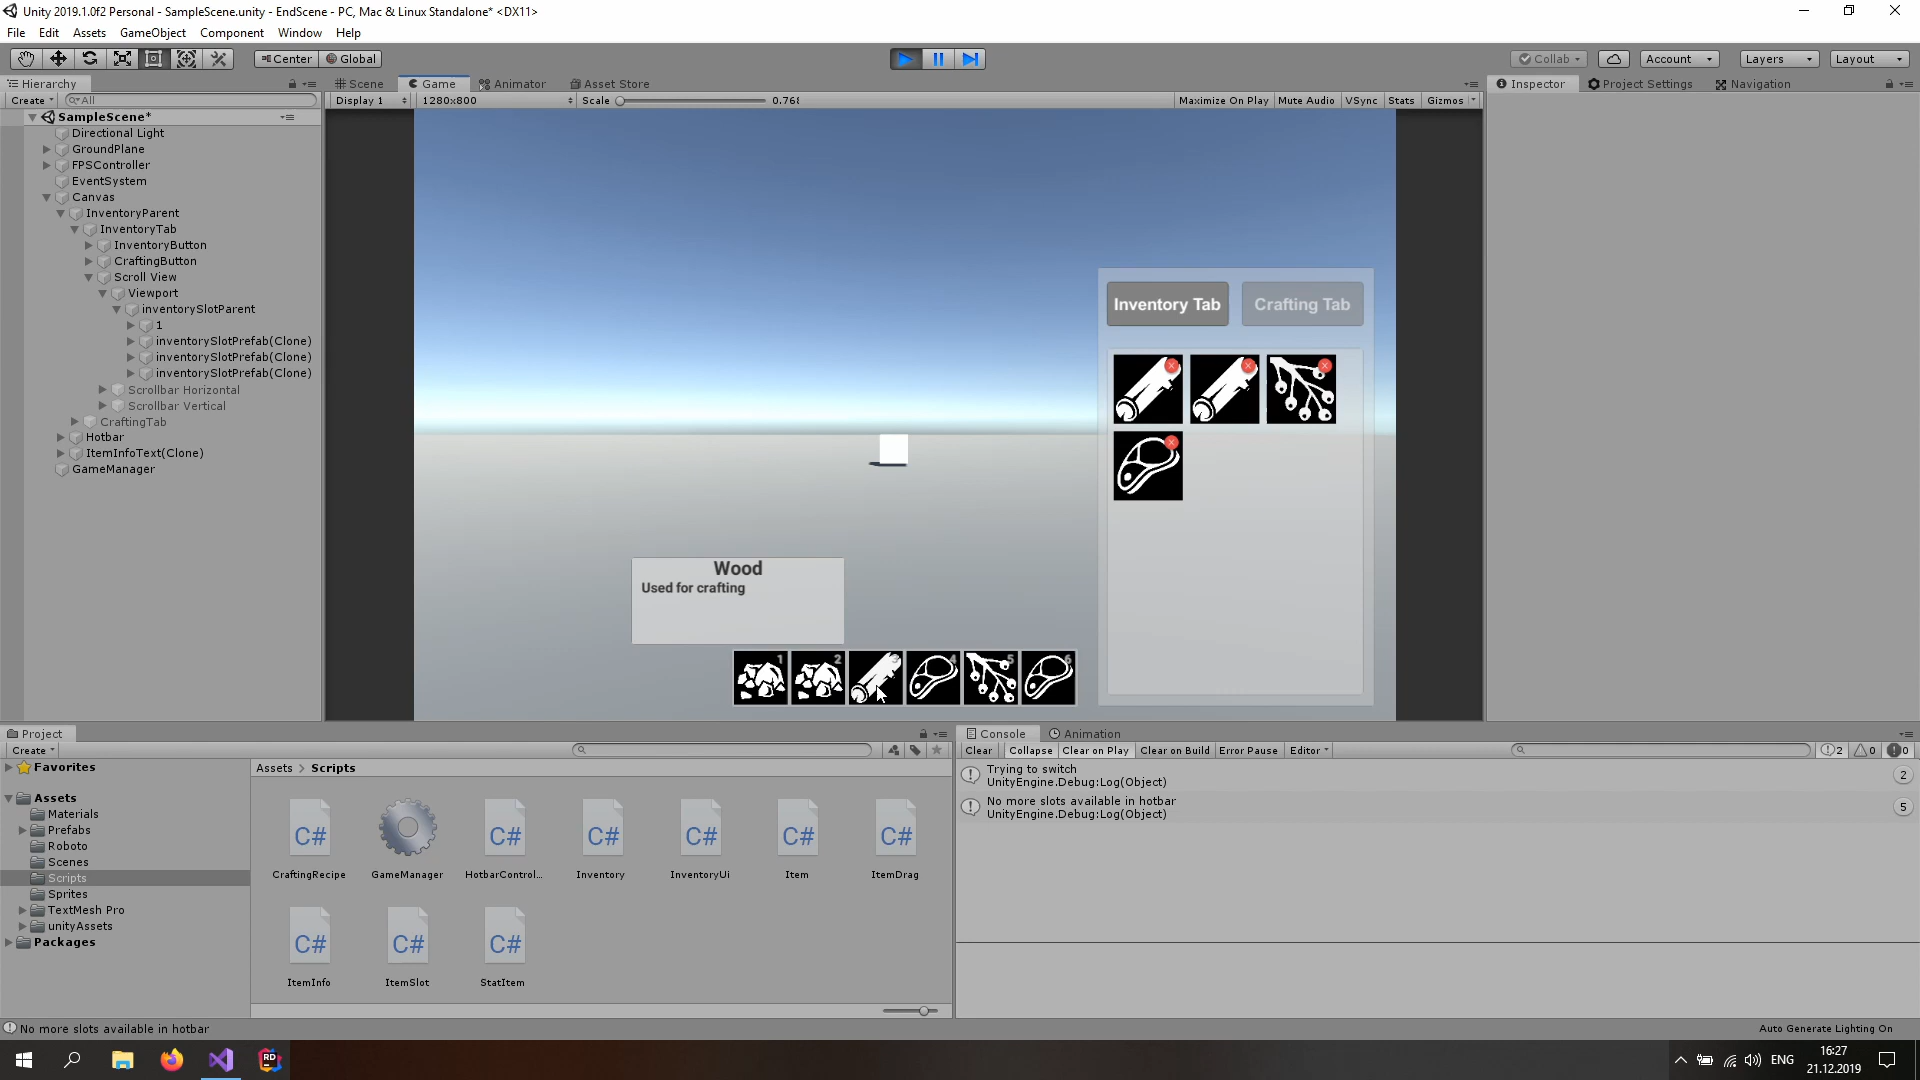 Unity 2019.1.0f2 Personal - SampleScene.unity - EndScene - PC, Mac & Linux Standalone* <DX11>
File Edit Assets GameObject Component Window Help
Center Global Collab Account Layers Layout
Hierarchy Scene Game Animator Asset Store Inspector Project Settings Navigation
Create All Display 1 1280x800 Scale 0.768 Maximize On Play Mute Audio VSync Stats Gizmos
SampleScene*
Directional Light
GroundPlane
FPSController
EventSystem
Canvas
InventoryParent
InventoryTab
InventoryButton
CraftingButton
Scroll View
Viewport
inventorySlotParent
1
inventorySlotPrefab(Clone)
inventorySlotPrefab(Clone)
inventorySlotPrefab(Clone)
Scrollbar Horizontal
Scrollbar Vertical
CraftingTab
Hotbar
ItemInfoText(Clone)
GameManager
Inventory Tab Crafting Tab
Wood
Used for crafting
1 2 3 4 5 6
Project
Create
Favorites
Assets
Materials
Prefabs
Roboto
Scenes
Scripts
Sprites
TextMesh Pro
unityAssets
Packages
Assets > Scripts
C# C# C# C# C# C#
CraftingRecipe GameManager HotbarControl... Inventory InventoryUi Item ItemDrag
C# C# C#
ItemInfo ItemSlot StatItem
Console Animation
Clear Collapse Clear on Play Clear on Build Error Pause Editor 2 0 0
Trying to switch
UnityEngine.Debug:Log(Object)
2
No more slots available in hotbar
UnityEngine.Debug:Log(Object)
5
No more slots available in hotbar
Auto Generate Lighting On
RD
ENG
16:27
21.12.2019